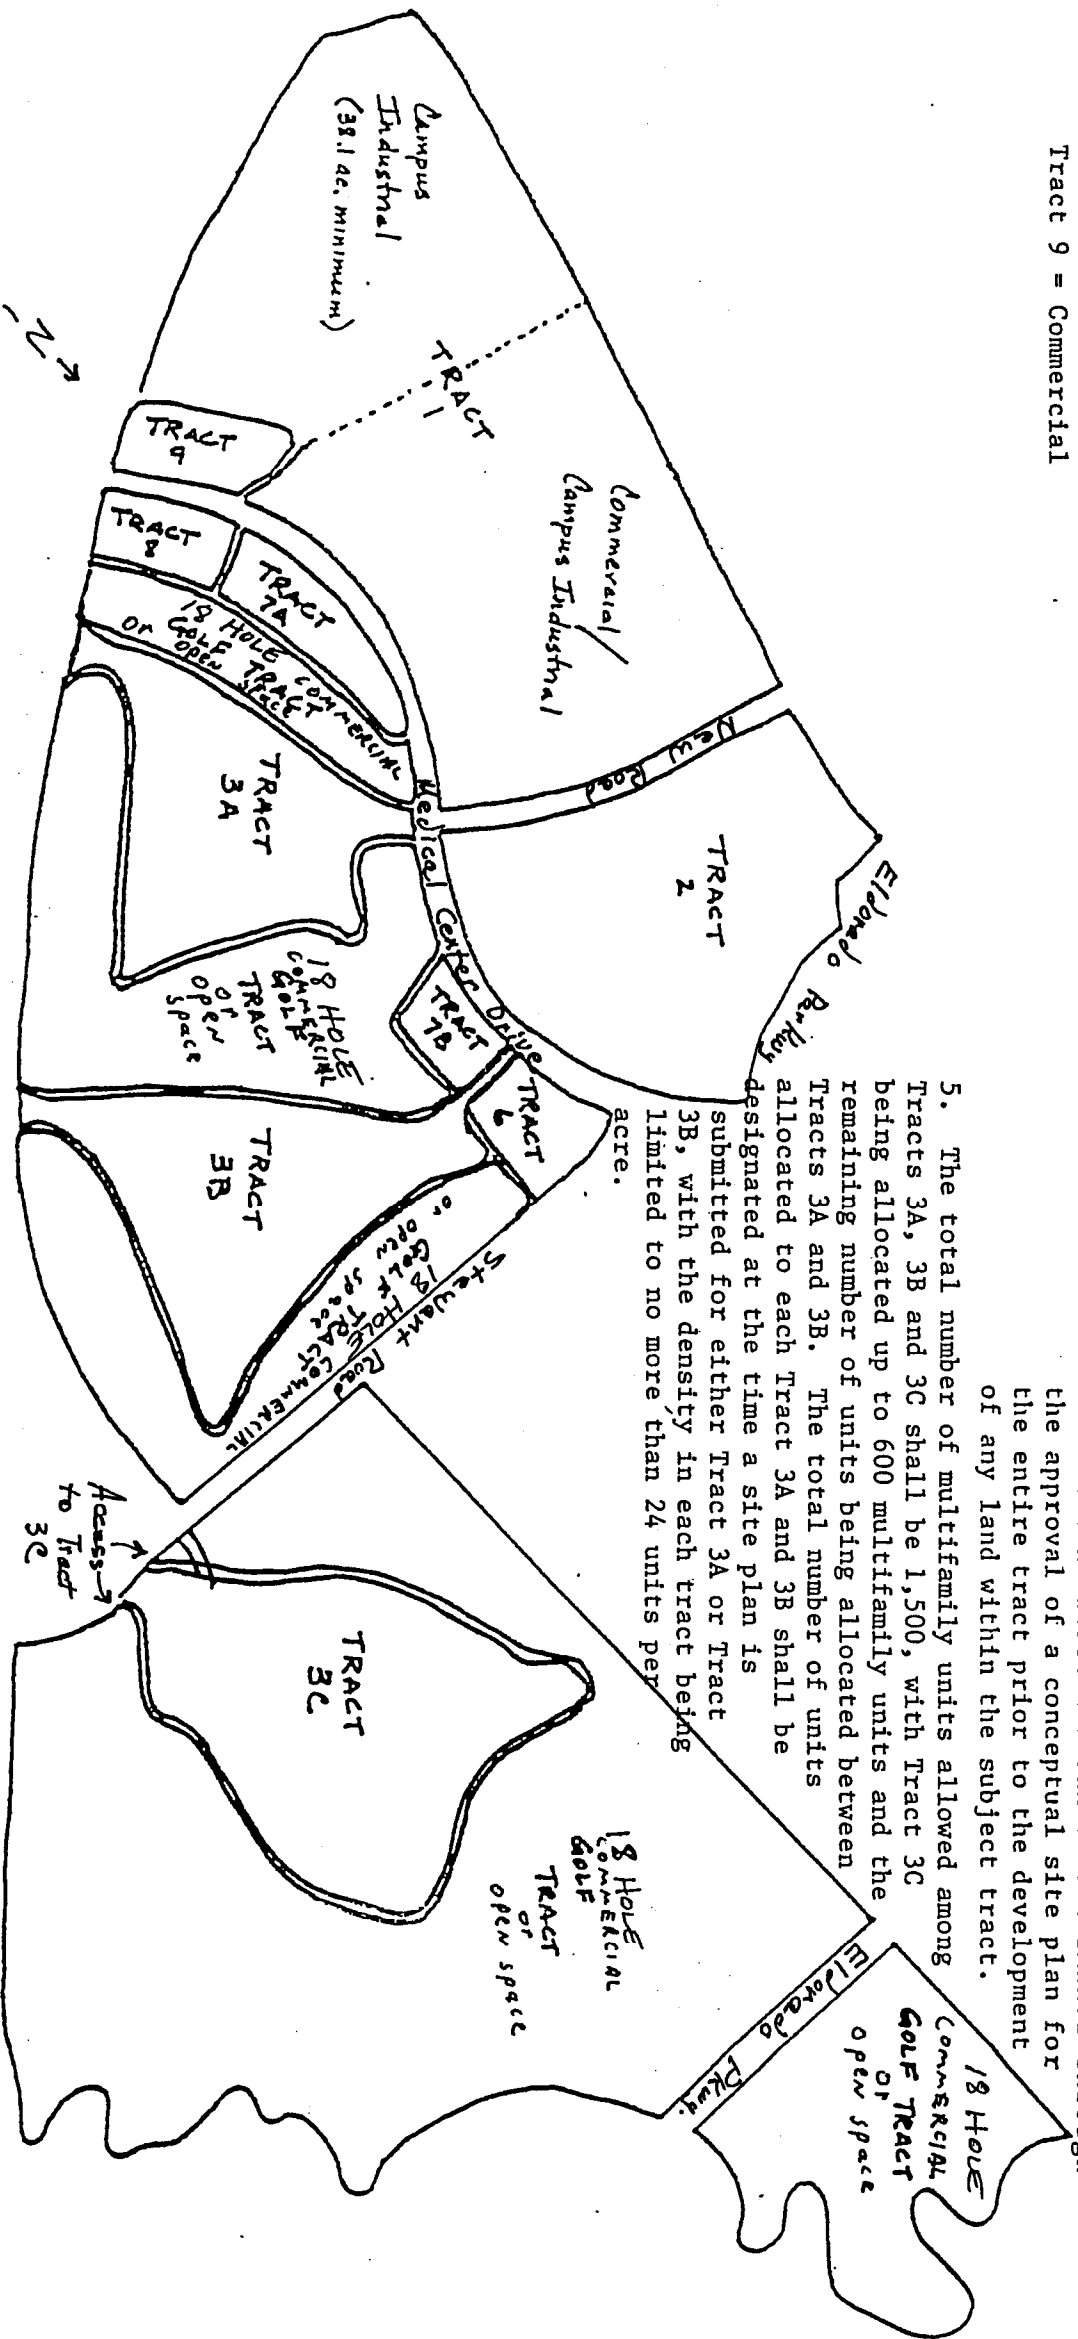 Tract 9 = Commercial
the approval of a conceptual site plan for
the entire tract prior to the development
of any land within the subject tract.
5. The total number of multifamily units allowed among
Tracts 3A, 3B and 3C shall be 1,500, with Tract 3C
being allocated up to 600 multifamily units and the
remaining number of units being allocated between
Tracts 3A and 3B. The total number of units
allocated to each Tract 3A and 3B shall be
designated at the time a site plan is
submitted for either Tract 3A or Tract
3B, with the density in each tract being
limited to no more than 24 units per
acre.
Campus
Industrial
(38.1 ac. minimum)
TRACT
1
Commercial/
Campus Industrial
New Road
TRACT
2
Eldorado Parkway
TRACT
9
TRACT
8
TRACT
7A
18 HOLE COMMERCIAL
GOLF TRACT
or open
space
Medical Center Drive
TRACT
3A
18 HOLE
COMMERCIAL
GOLF
TRACT
or
open
space
TRACT
7B
TRACT
6
TRACT
3B
18 HOLE COMMERCIAL
GOLF TRACT
or open space
Stewart Road
Access
to Tract
3C
TRACT
3C
18 HOLE
COMMERCIAL
GOLF
TRACT
or
open space
Eldorado Pkwy.
18 HOLE
COMMERCIAL
GOLF TRACT
or
open space
N